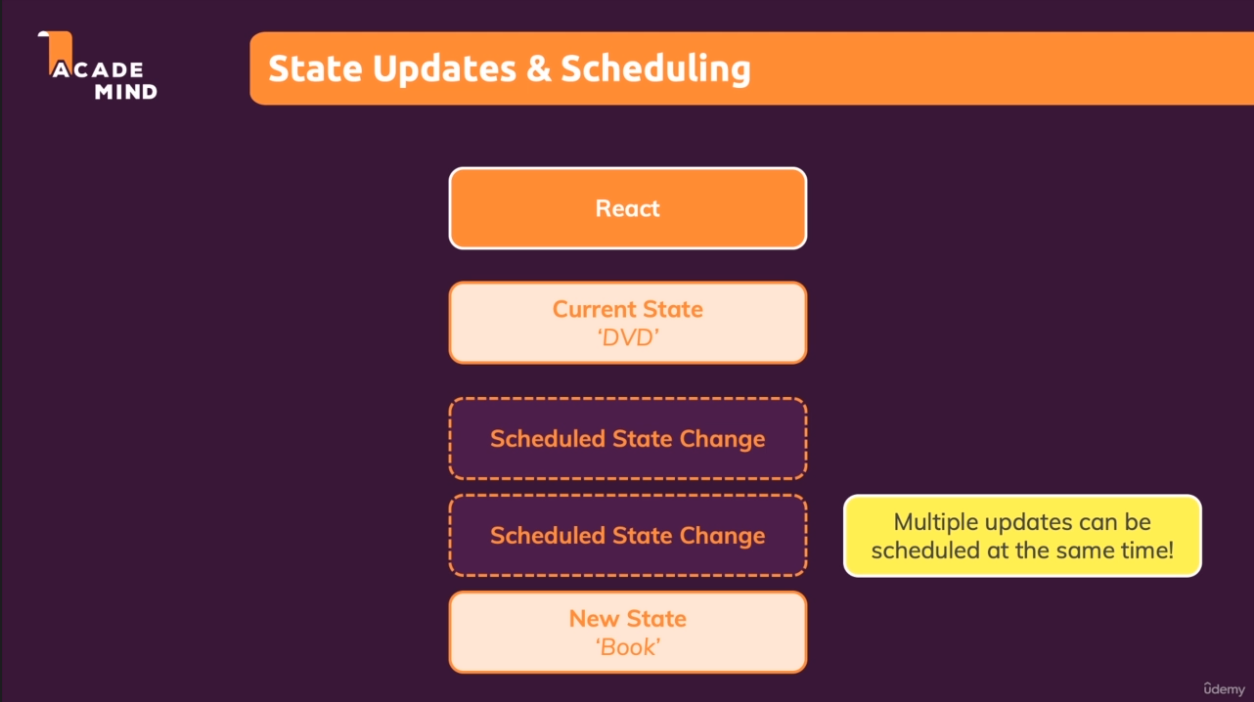 ACADE
MIND
State Updates & Scheduling
React
Current State
‘DVD’
Scheduled State Change
Scheduled State Change
Multiple updates can be
scheduled at the same time!
New State
‘Book’
ûdemy